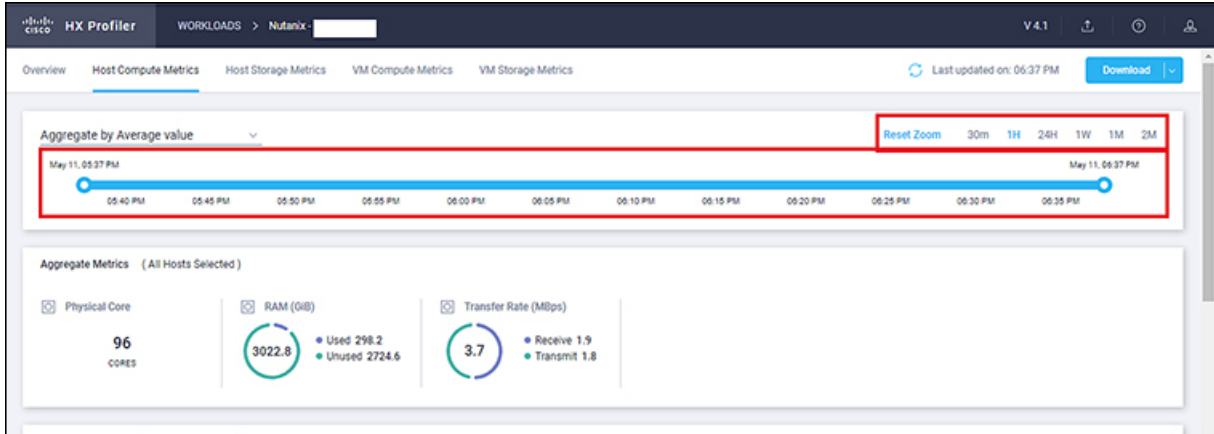 cisco HX Profiler WORKLOADS > Nutanix - V 4.1
Overview Host Compute Metrics Host Storage Metrics VM Compute Metrics VM Storage Metrics Last updated on: 06:37 PM Download
Aggregate by Average value Reset Zoom 30m 1H 24H 1W 1M 2M
May 11, 05:37 PM May 11, 06:37 PM
05:40 PM 05:45 PM 05:50 PM 05:55 PM 06:00 PM 06:05 PM 06:10 PM 06:15 PM 06:20 PM 06:25 PM 06:30 PM 06:35 PM
Aggregate Metrics ( All Hosts Selected )
Physical Core RAM (GiB) Transfer Rate (MBps)
96 3022.8 Used 298.2 3.7 Receive 1.9
CORES Unused 2724.6 Transmit 1.8